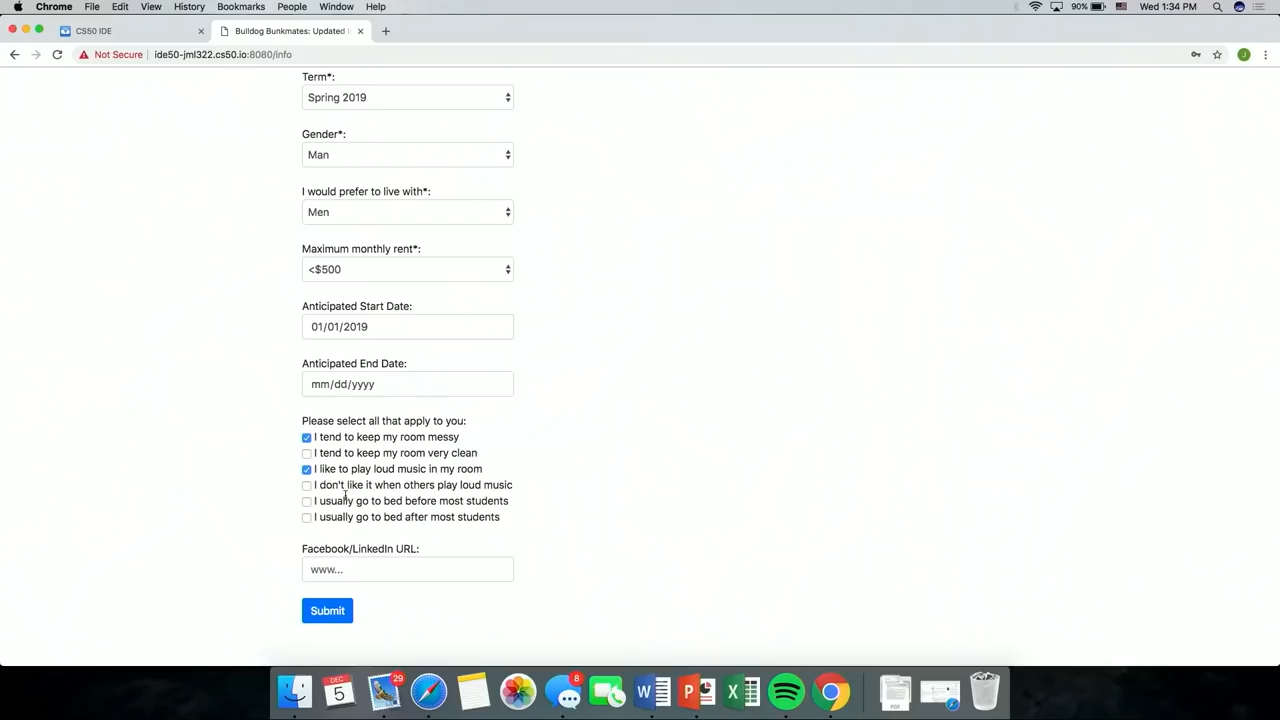 Chrome File Edit View History Bookmarks People Window Help 90% Wed 1:34 PM
CS50 IDE
Bulldog Bunkmates: Updated
Not Secure ide50-jml322.cs50.io:8080/info
J
Term*:
Spring 2019
Gender*:
Man
I would prefer to live with*:
Men
Maximum monthly rent*:
<$500
Anticipated Start Date:
01/01/2019
Anticipated End Date:
mm/dd/yyyy
Please select all that apply to you:
I tend to keep my room messy
I tend to keep my room very clean
I like to play loud music in my room
I don't like it when others play loud music
I usually go to bed before most students
I usually go to bed after most students
Facebook/LinkedIn URL:
www...
Submit
DEC
5
29
8
W
P
X
PDF